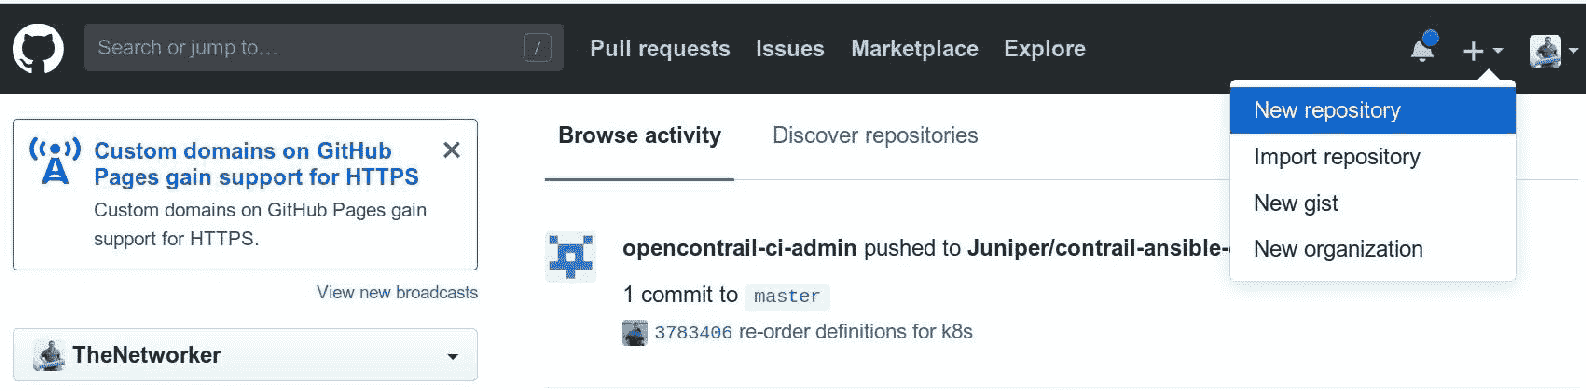 Search or jump to…
/
Pull requests
Issues
Marketplace
Explore
New repository
Import repository
New gist
New organization
Custom domains on GitHub
Pages gain support for HTTPS
Custom domains on GitHub Pages gain
support for HTTPS.
View new broadcasts
TheNetworker
Browse activity
Discover repositories
opencontrail-ci-admin pushed to Juniper/contrail-ansible-
1 commit to master
3783406 re-order definitions for k8s